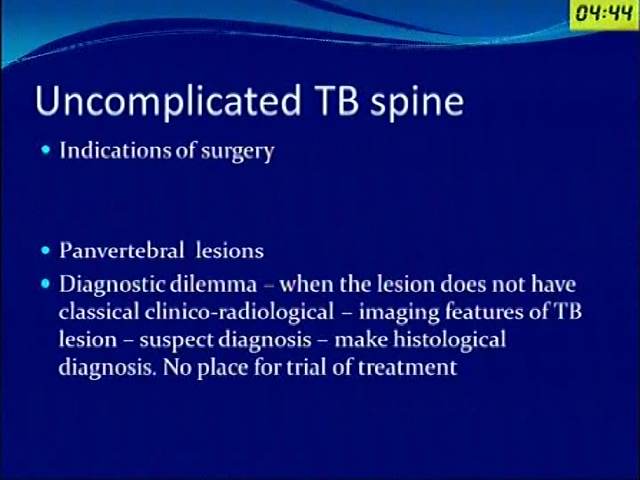 04:44
Uncomplicated TB spine
• Indications of surgery
• Panvertebral lesions
• Diagnostic dilemma – when the lesion does not have
classical clinico-radiological – imaging features of TB
lesion – suspect diagnosis – make histological
diagnosis. No place for trial of treatment